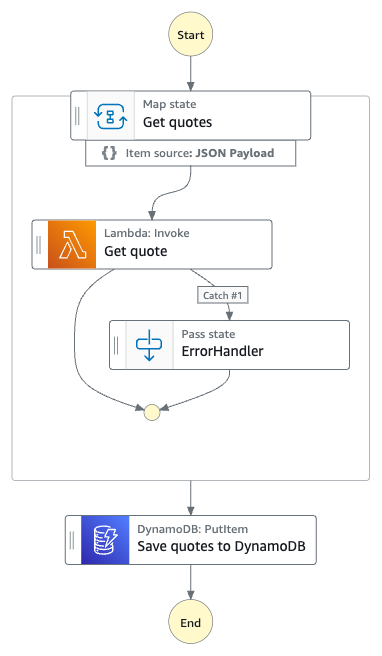 Start
Map state
Get quotes
{} Item source: JSON Payload
Lambda: Invoke
Get quote
Catch #1
Pass state
ErrorHandler
DynamoDB: PutItem
Save quotes to DynamoDB
End